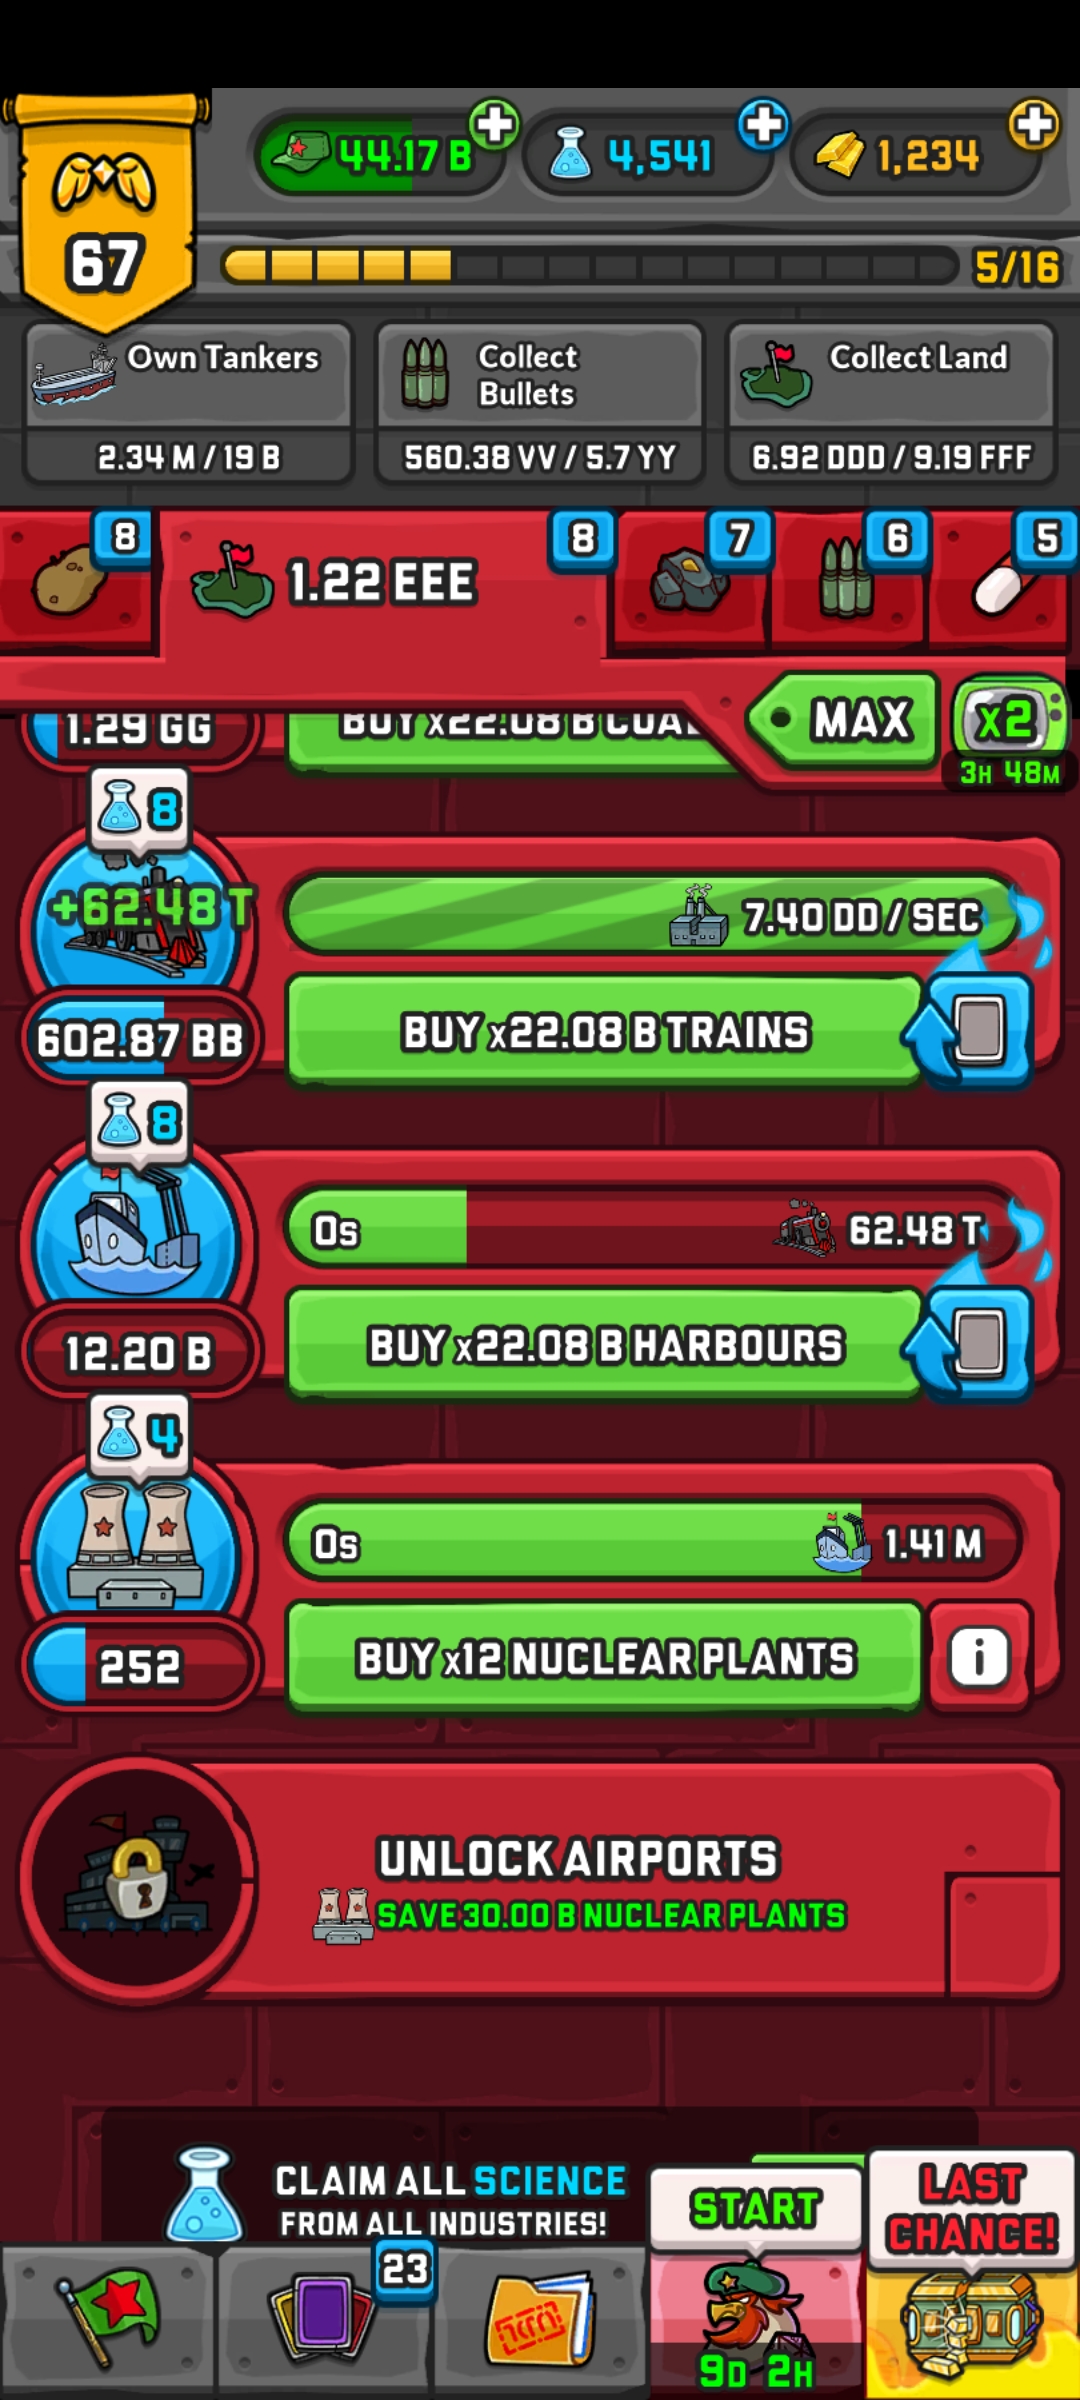 44.17 B
4,541
1,234
67
5/16
Own Tankers
2.34 M / 19 B
Collect
Bullets
560.38 VV / 5.7 YY
Collect Land
6.92 DDD / 9.19 FFF
8
1.22 EEE
8
7
6
5
1.29 GG
BUY x22.08 B COAL
MAX
x2
3H 48M
8
+62.48 T
7.40 DD / SEC
602.87 BB
BUY x22.08 B TRAINS
8
0s
62.48 T
12.20 B
BUY x22.08 B HARBOURS
4
0s
1.41 M
252
BUY x12 NUCLEAR PLANTS
i
UNLOCK AIRPORTS
SAVE 30.00 B NUCLEAR PLANTS
CLAIM ALL SCIENCE
FROM ALL INDUSTRIES!
START
LAST
CHANCE!
23
9D 2H